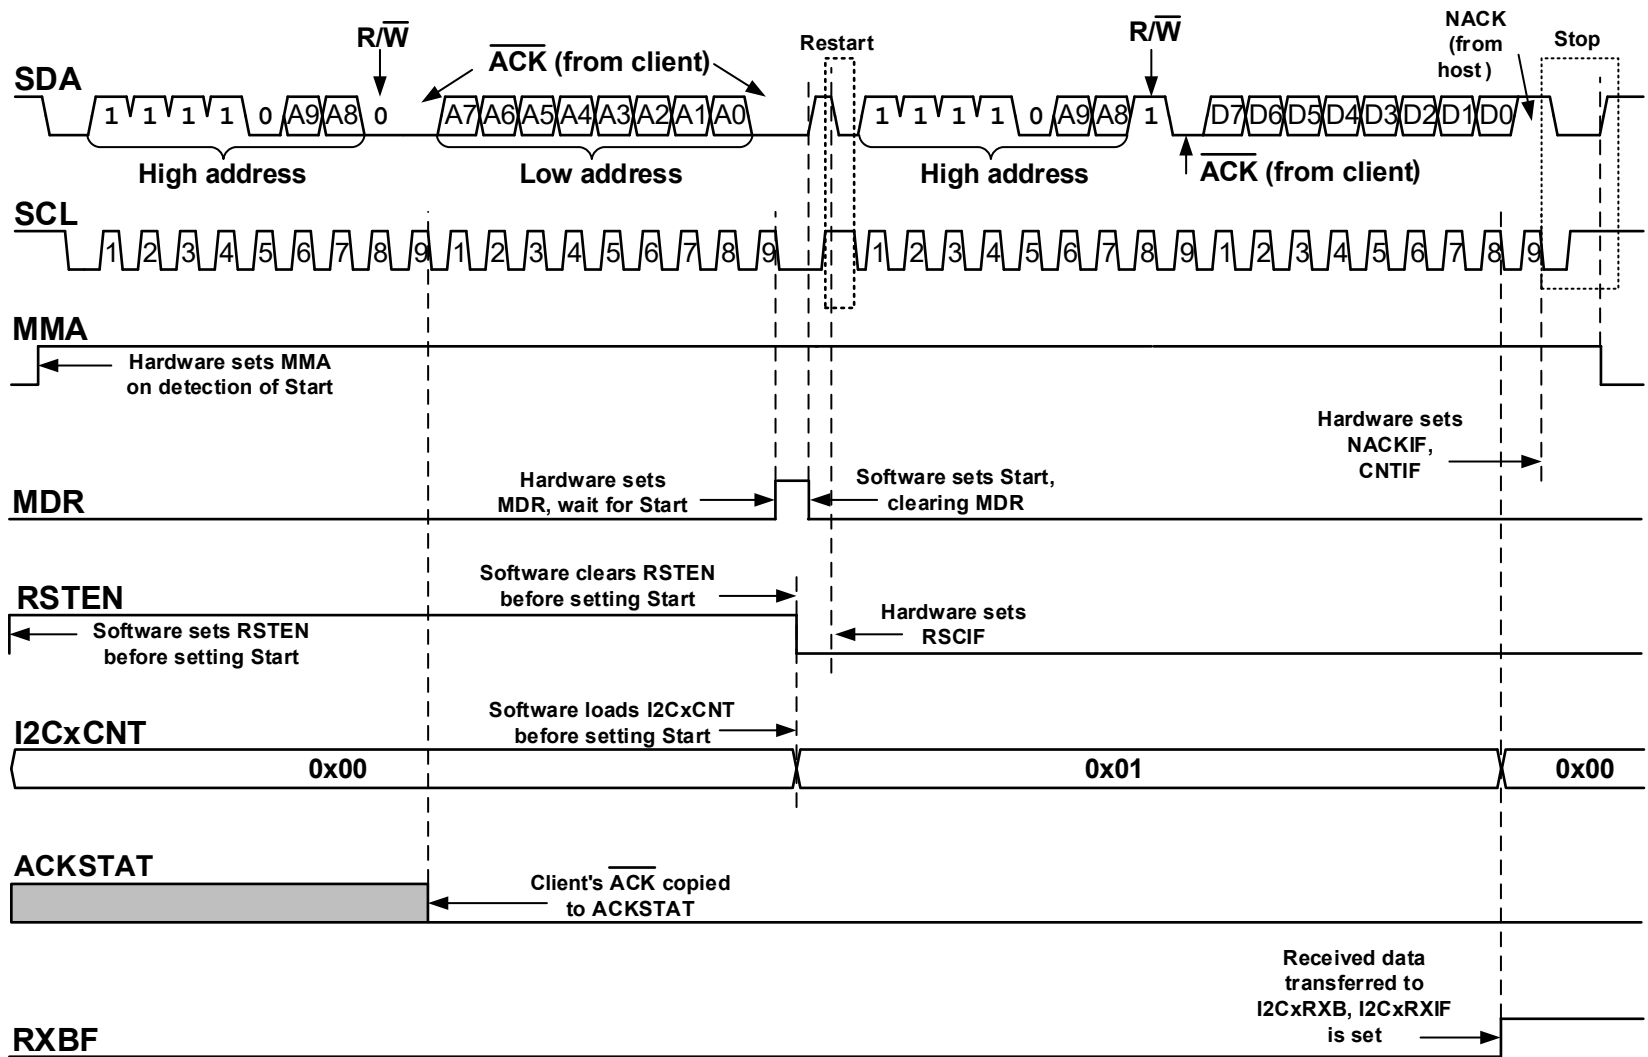 R/W
ACK (from client)
Restart
R/W
NACK
(from
host )
Stop
SDA
1 1 1 1 0 A9 A8 0 A7 A6 A5 A4 A3 A2 A1 A0 1 1 1 1 0 A9 A8 1 D7 D6 D5 D4 D3 D2 D1 D0
High address
Low address
High address
ACK (from client)
SCL
1 2 3 4 5 6 7 8 9 1 2 3 4 5 6 7 8 9 1 2 3 4 5 6 7 8 9 1 2 3 4 5 6 7 8 9
MMA
Hardware sets MMA
on detection of Start
Hardware sets
NACKIF,
CNTIF
MDR
Hardware sets
MDR, wait for Start
Software sets Start,
clearing MDR
RSTEN
Software sets RSTEN
before setting Start
Software clears RSTEN
before setting Start
Hardware sets
RSCIF
I2CxCNT
Software loads I2CxCNT
before setting Start
0x00
0x01
0x00
ACKSTAT
Client's ACK copied
to ACKSTAT
Received data
transferred to
I2CxRXB, I2CxRXIF
is set
RXBF